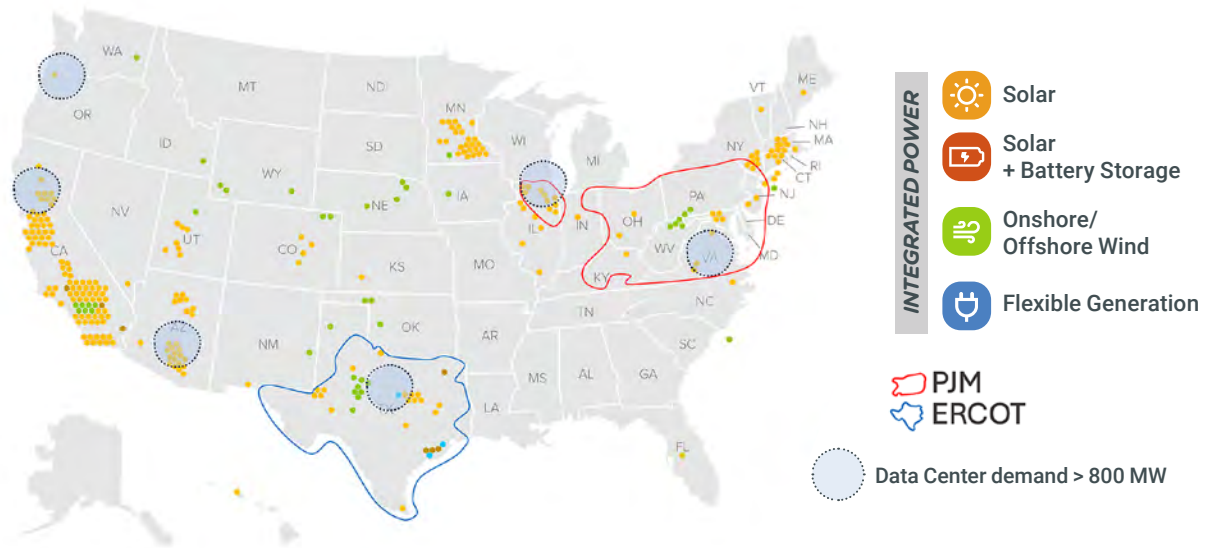 WA
MT
ND
MN
VT
ME
OR
ID
SD
WI
MI
NY
NH
MA
RI
CT
WY
IA
NE
PA
NJ
NV
UT
CO
IL
IN
OH
DE
WV
VA
MD
CA
KS
MO
KY
NC
TN
AZ
NM
OK
AR
SC
MS
AL
GA
LA
FL
INTEGRATED POWER
Solar
Solar
+ Battery Storage
Onshore/
Offshore Wind
Flexible Generation
PJM
ERCOT
Data Center demand > 800 MW